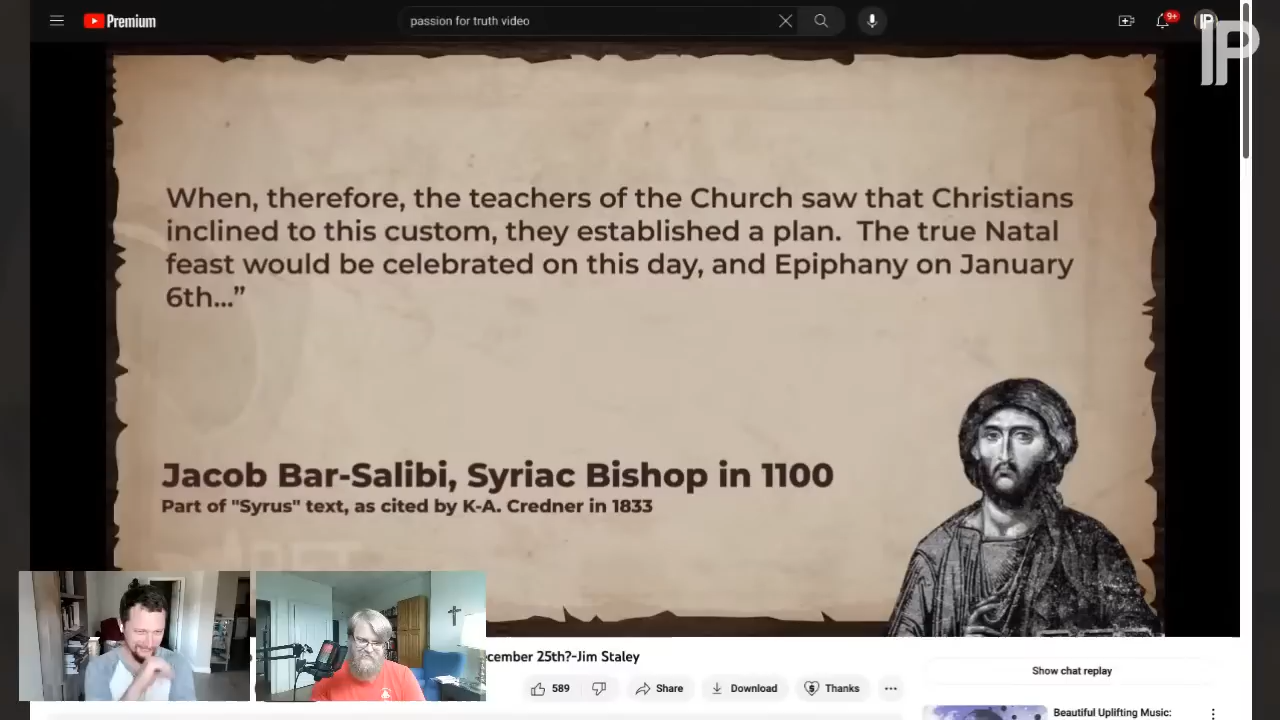 Premium
passion for truth video
9+
IP
IP
When, therefore, the teachers of the Church saw that Christians
inclined to this custom, they established a plan. The true Natal
feast would be celebrated on this day, and Epiphany on January
6th...”
Jacob Bar-Salibi, Syriac Bishop in 1100
Part of "Syrus" text, as cited by K-A. Credner in 1833
cember 25th?-Jim Staley
589
Share
Download
Thanks
Show chat replay
Beautiful Uplifting Music: